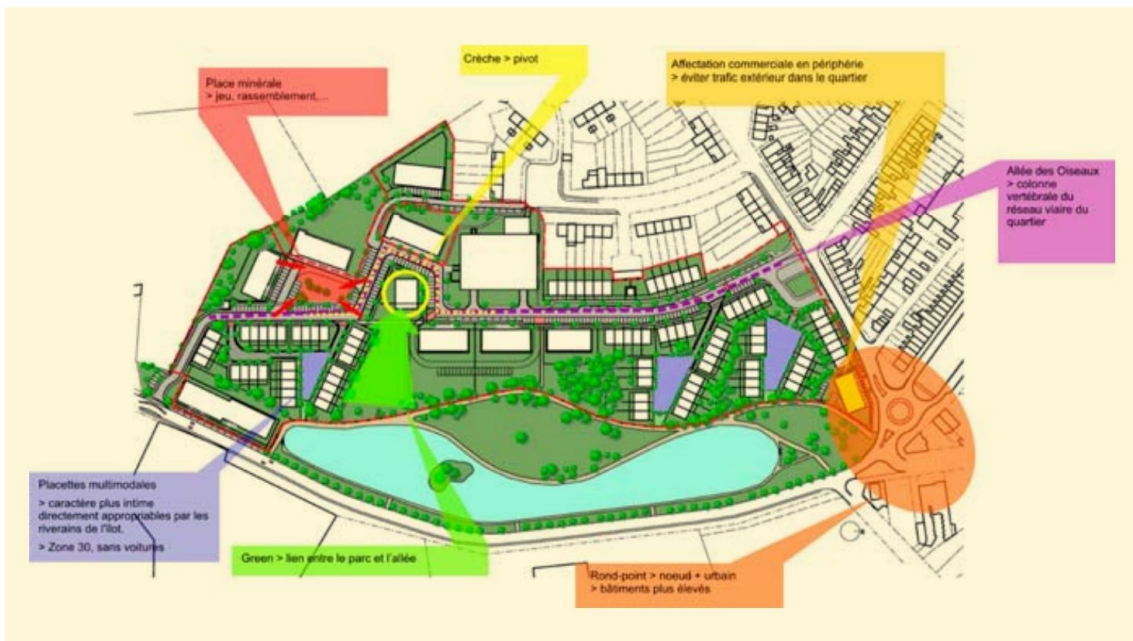 Crèche > pivot
Affectation commerciale en périphérie
> éviter trafic extérieur dans le quartier
Place minérale
> jeu, rassemblement,...
Allée des Oiseaux
> colonne
vertébrale du
réseau viaire du
quartier
Placettes multimodales
> caractère plus intime
directement appropriables par les
riverains de l'îlot.
> Zone 30, sans voitures
Green > lien entre le parc et l'allée
Rond-point > noeud + urbain
> bâtiments plus élevés